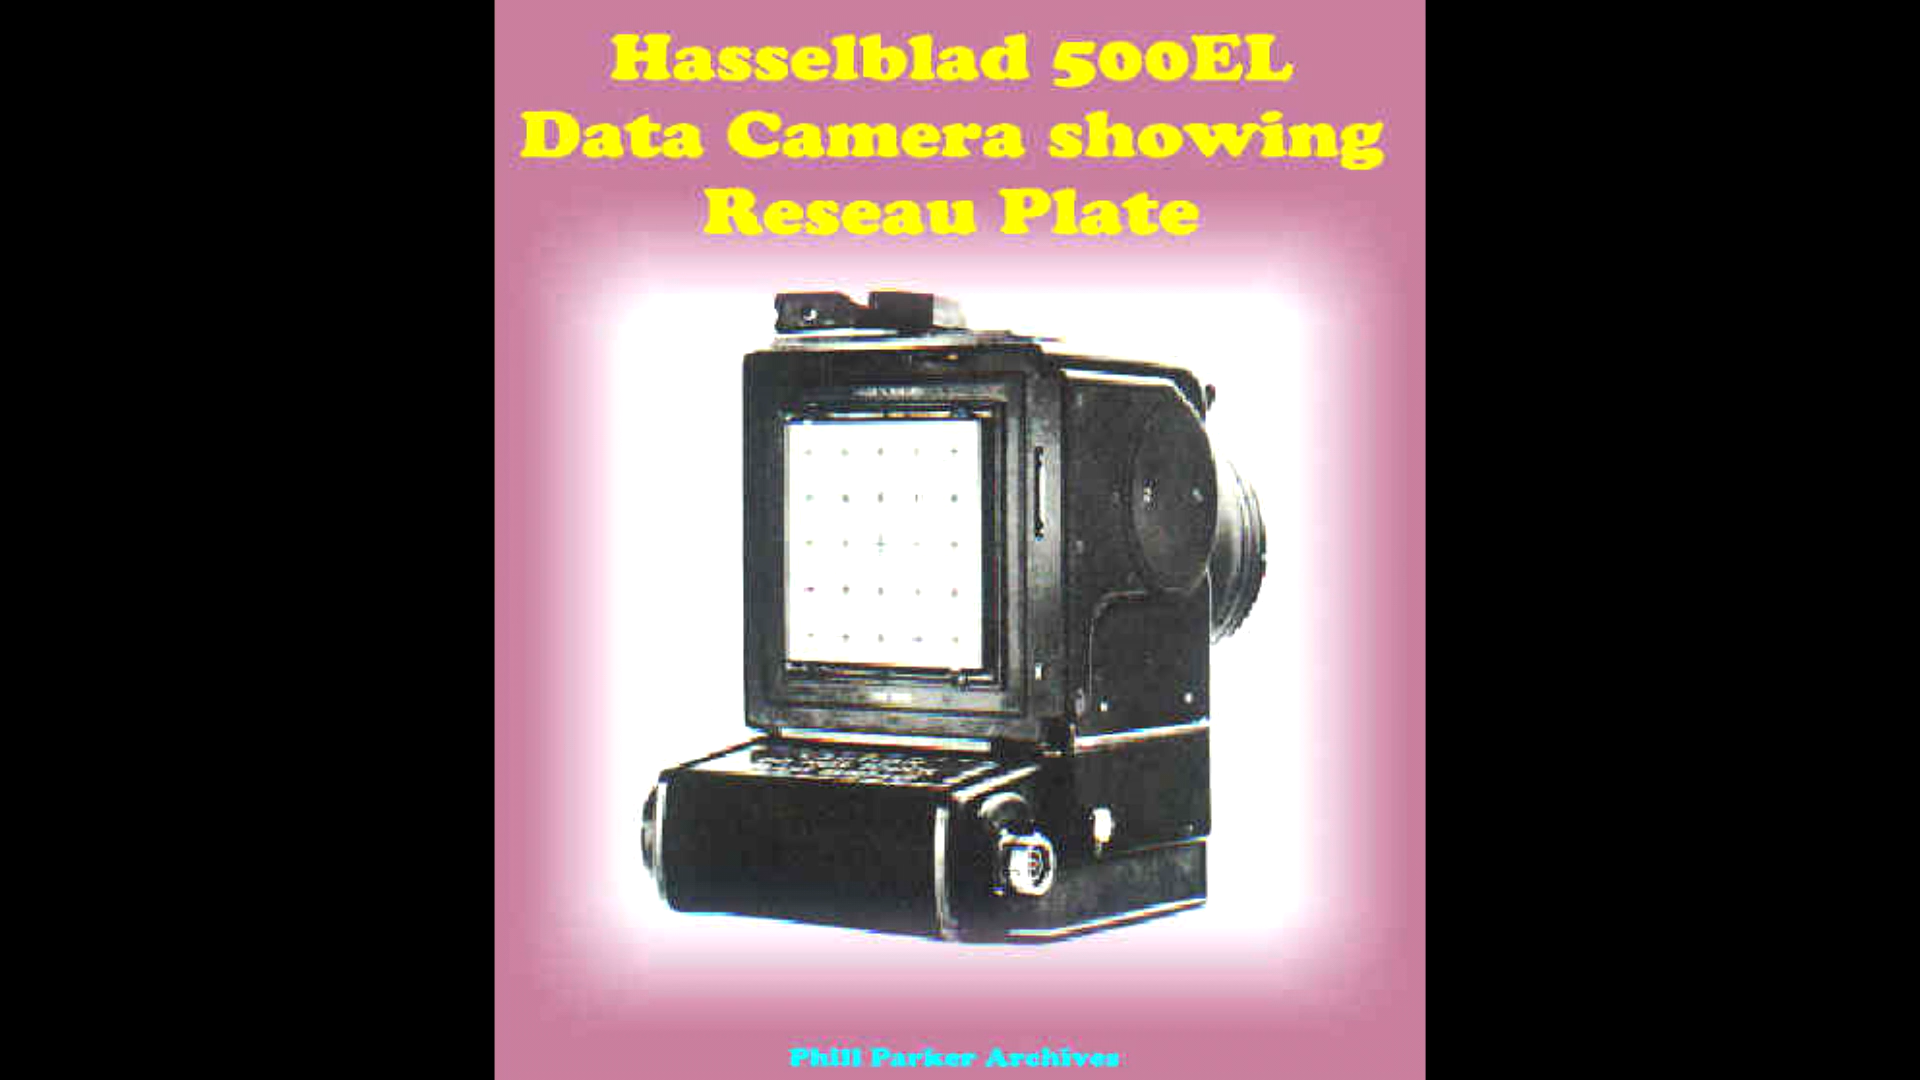 Hasselblad 500EL
Data Camera showing
Reseau Plate
Phill Parker Archives